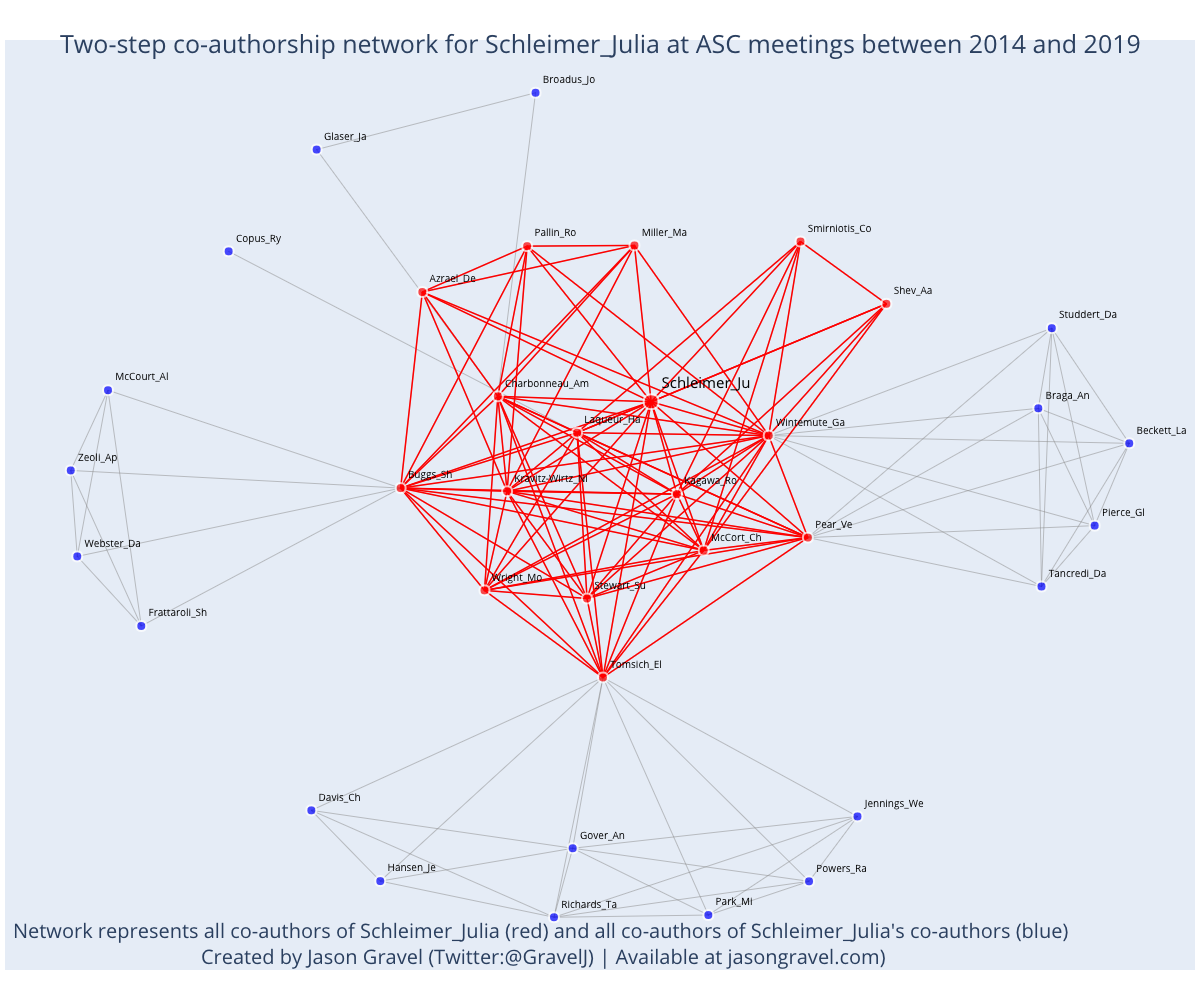 Two-step co-authorship network for Schleimer_Julia at ASC meetings between 2014 and 2019
Broadus_Jo
Glaser_Ja
Copus_Ry
Pallin_Ro
Miller_Ma
Smirniotis_Co
Azrael_De
Shev_Aa
Studdert_Da
McCourt_Al
Charbonneau_Am
Schleimer_Ju
Braga_An
Laqueur_Ha
Wintemute_Ga
Beckett_La
Zeoli_Ap
Buggs_Sh
Kravitz-Wirtz_Ni
Kagawa_Ro
Pierce_Gl
Webster_Da
McCort_Ch
Pear_Ve
Tancredi_Da
Wright_Mo
Stewart_Su
Frattaroli_Sh
Tomsich_El
Davis_Ch
Jennings_We
Gover_An
Hansen_Je
Powers_Ra
Richards_Ta
Park_Mi
Network represents all co-authors of Schleimer_Julia (red) and all co-authors of Schleimer_Julia's co-authors (blue)
Created by Jason Gravel (Twitter:@GravelJ) | Available at jasongravel.com)